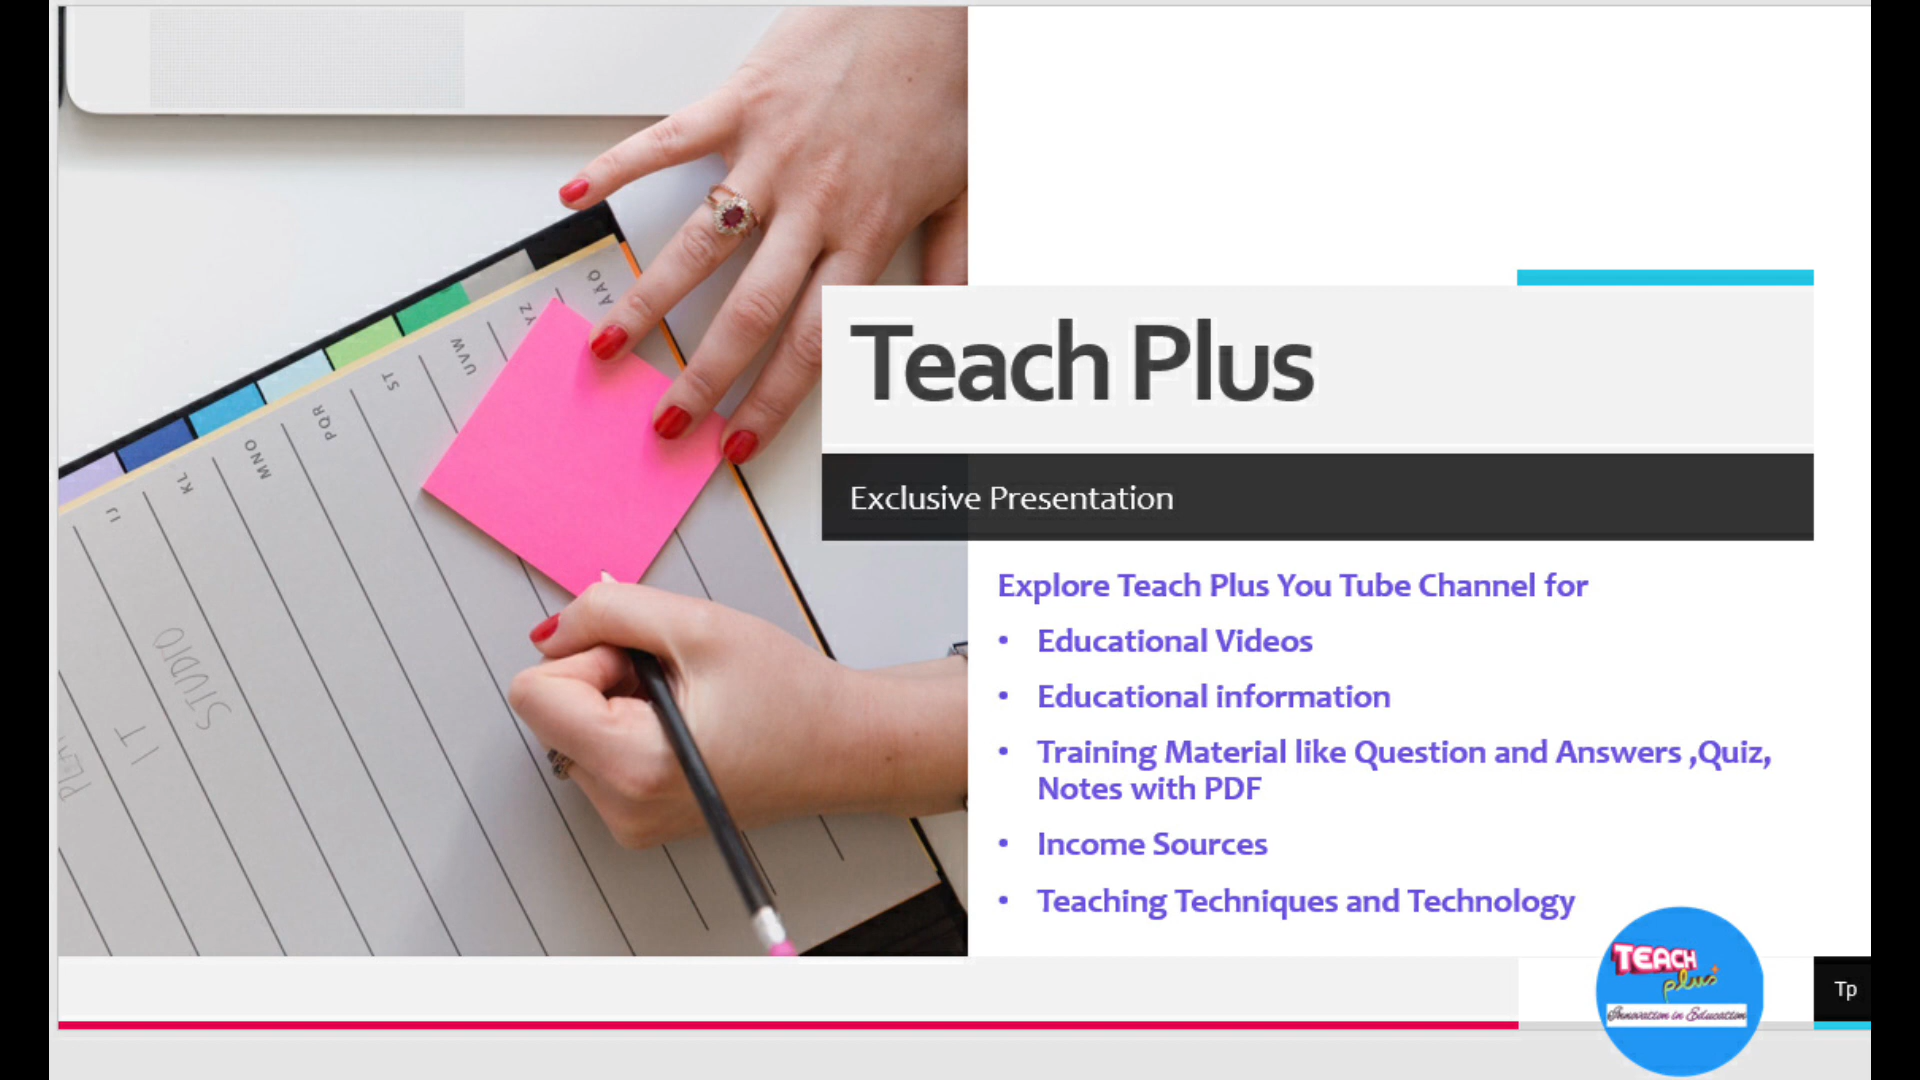 Teach Plus
Exclusive Presentation
Explore Teach Plus You Tube Channel for
• Educational Videos
• Educational information
• Training Material like Question and Answers ,Quiz,
Notes with PDF
• Income Sources
• Teaching Techniques and Technology
TEACH
plus
Innovation in Education
Tp
ÅÄÖ
YZ
UVW
ST
PQR
MNO
KL
IJ
STUDIO
IT